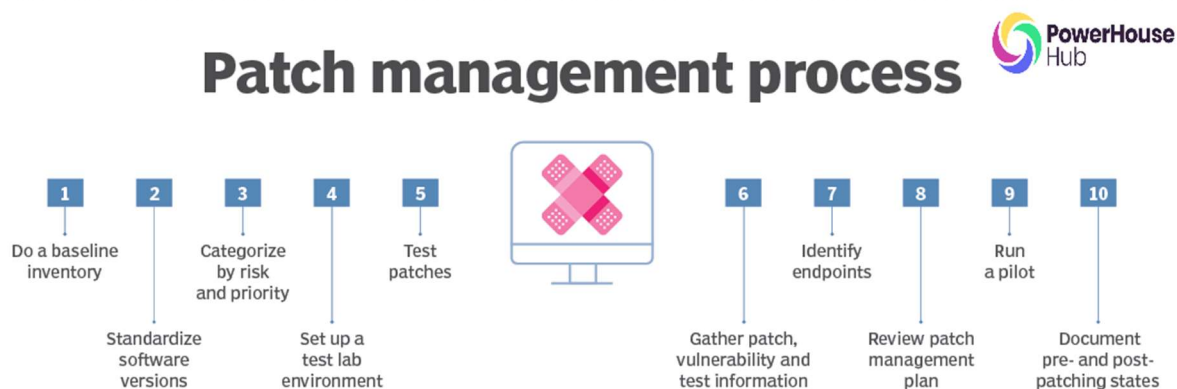 PowerHouse
Hub
Patch management process
1
Do a baseline
inventory
2
Standardize
software
versions
3
Categorize
by risk
and priority
4
Set up a
test lab
environment
5
Test
patches
6
Gather patch,
vulnerability and
test information
7
Identify
endpoints
8
Review patch
management
plan
9
Run
a pilot
10
Document
pre- and post-
patching states